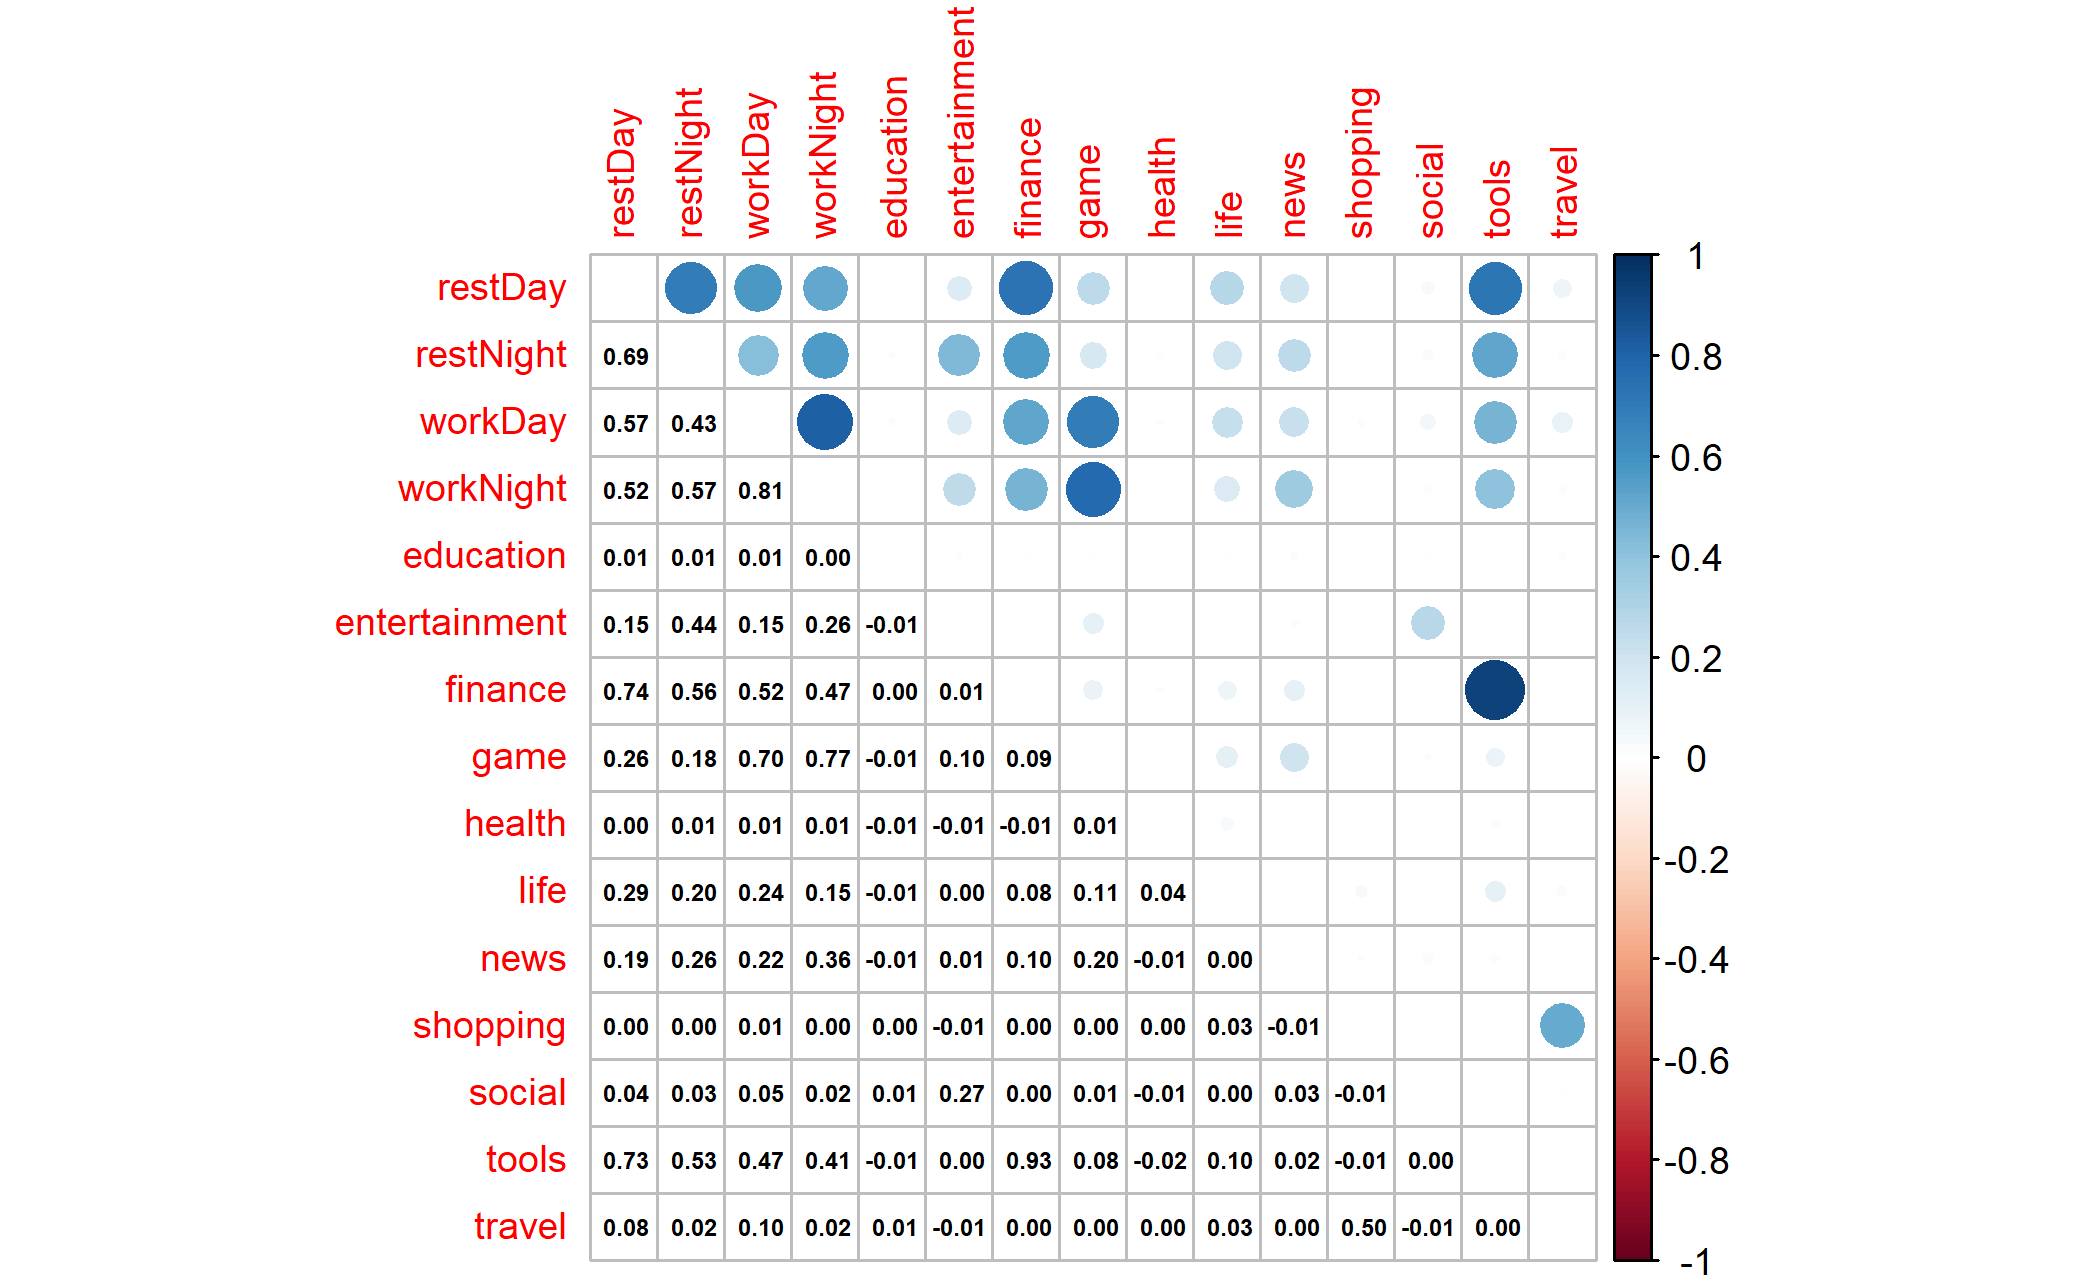 restDay restNight workDay workNight education entertainment finance game health life news shopping social tools travel
restDay
restNight 0.69
workDay 0.57 0.43
workNight 0.52 0.57 0.81
education 0.01 0.01 0.01 0.00
entertainment 0.15 0.44 0.15 0.26 -0.01
finance 0.74 0.56 0.52 0.47 0.00 0.01
game 0.26 0.18 0.70 0.77 -0.01 0.10 0.09
health 0.00 0.01 0.01 0.01 -0.01 -0.01 -0.01 0.01
life 0.29 0.20 0.24 0.15 -0.01 0.00 0.08 0.11 0.04
news 0.19 0.26 0.22 0.36 -0.01 0.01 0.10 0.20 -0.01 0.00
shopping 0.00 0.00 0.01 0.00 0.00 -0.01 0.00 0.00 0.00 0.03 -0.01
social 0.04 0.03 0.05 0.02 0.01 0.27 0.00 0.01 -0.01 0.00 0.03 -0.01
tools 0.73 0.53 0.47 0.41 -0.01 0.00 0.93 0.08 -0.02 0.10 0.02 -0.01 0.00
travel 0.08 0.02 0.10 0.02 0.01 -0.01 0.00 0.00 0.00 0.03 0.00 0.50 -0.01 0.00
1
0.8
0.6
0.4
0.2
0
-0.2
-0.4
-0.6
-0.8
-1